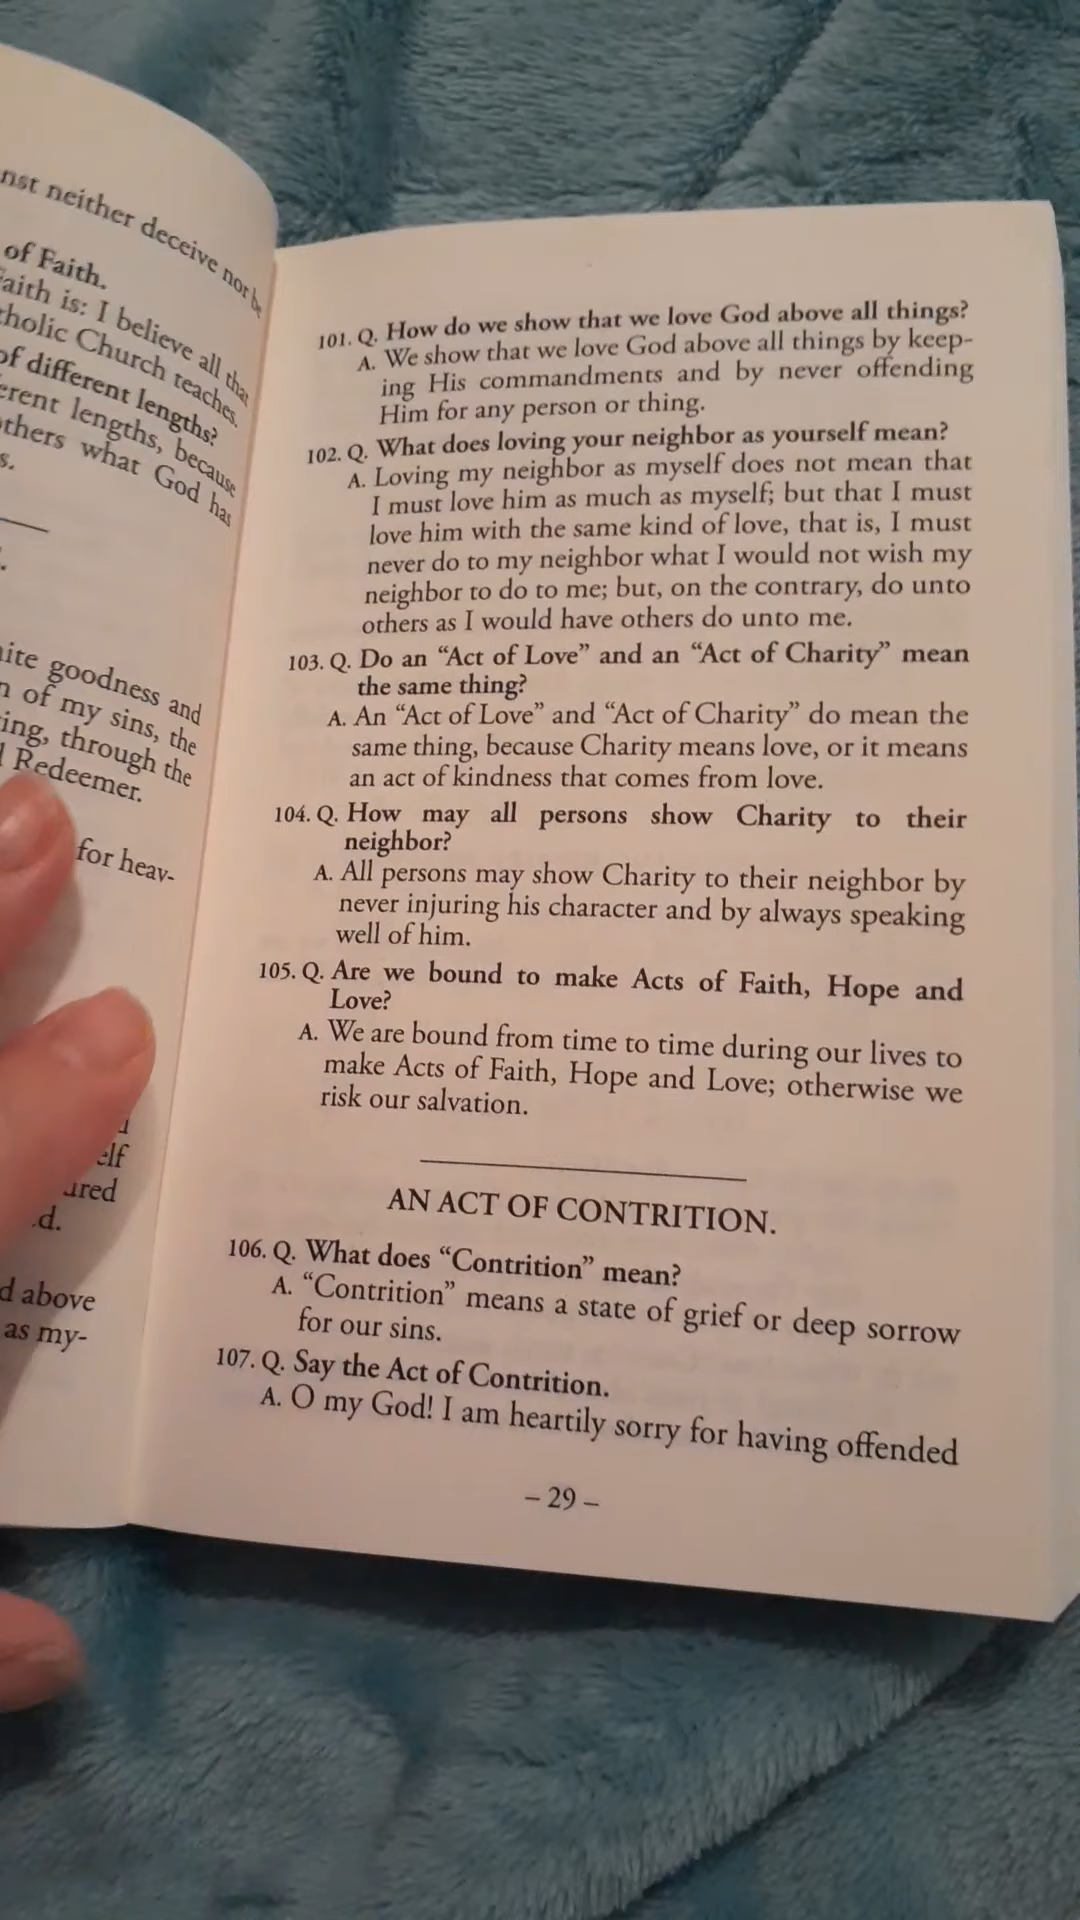 nst neither deceive nor be
of Faith.
aith is: I believe all that
tholic Church teaches.
of different lengths?
erent lengths, because
others what God has
s.
nite goodness and
n of my sins, the
ing, through the
Redeemer.
for heav-
elf
ured
d.
d above
as my-
101. Q. How do we show that we love God above all things?
A. We show that we love God above all things by keep-
ing His commandments and by never offending
Him for any person or thing.
102. Q. What does loving your neighbor as yourself mean?
A. Loving my neighbor as myself does not mean that
I must love him as much as myself; but that I must
love him with the same kind of love, that is, I must
never do to my neighbor what I would not wish my
neighbor to do to me; but, on the contrary, do unto
others as I would have others do unto me.
103. Q. Do an “Act of Love” and an “Act of Charity” mean
the same thing?
A. An “Act of Love” and “Act of Charity” do mean the
same thing, because Charity means love, or it means
an act of kindness that comes from love.
104. Q. How may all persons show Charity to their
neighbor?
A. All persons may show Charity to their neighbor by
never injuring his character and by always speaking
well of him.
105. Q. Are we bound to make Acts of Faith, Hope and
Love?
A. We are bound from time to time during our lives to
make Acts of Faith, Hope and Love; otherwise we
risk our salvation.
AN ACT OF CONTRITION.
106. Q. What does “Contrition” mean?
A. “Contrition” means a state of grief or deep sorrow
for our sins.
107. Q. Say the Act of Contrition.
A. O my God! I am heartily sorry for having offended
– 29 –